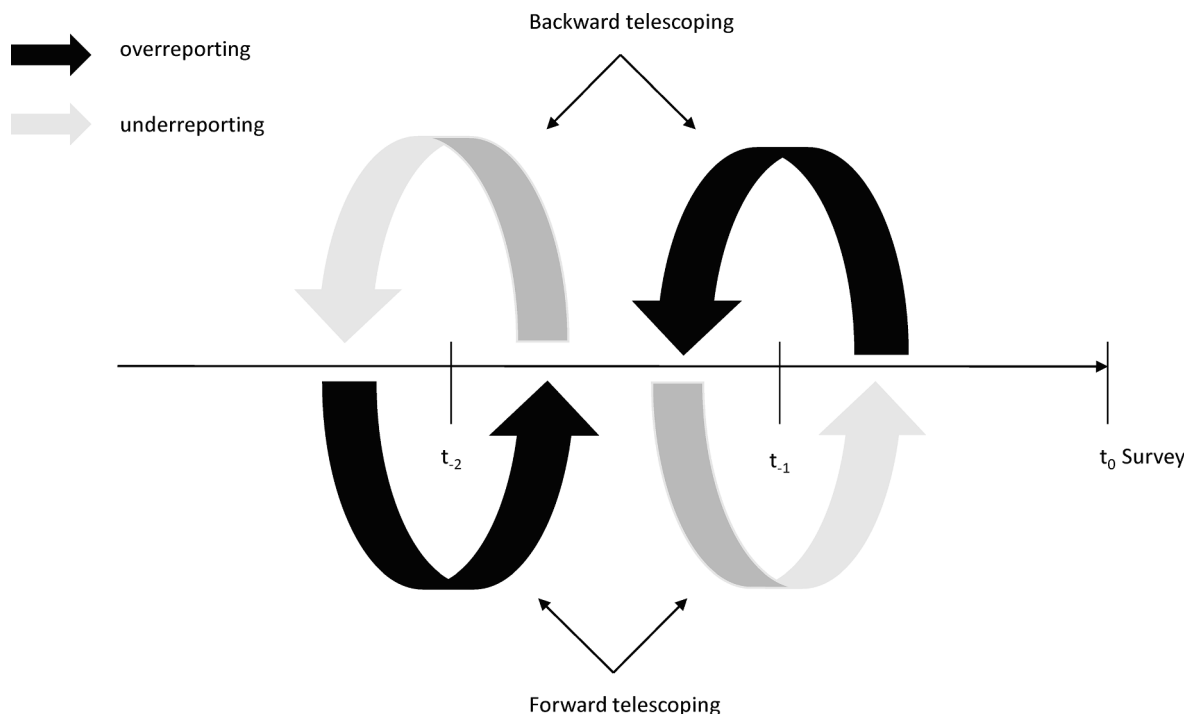 Backward telescoping
overreporting
underreporting
t-2
t-1
t0 Survey
Forward telescoping